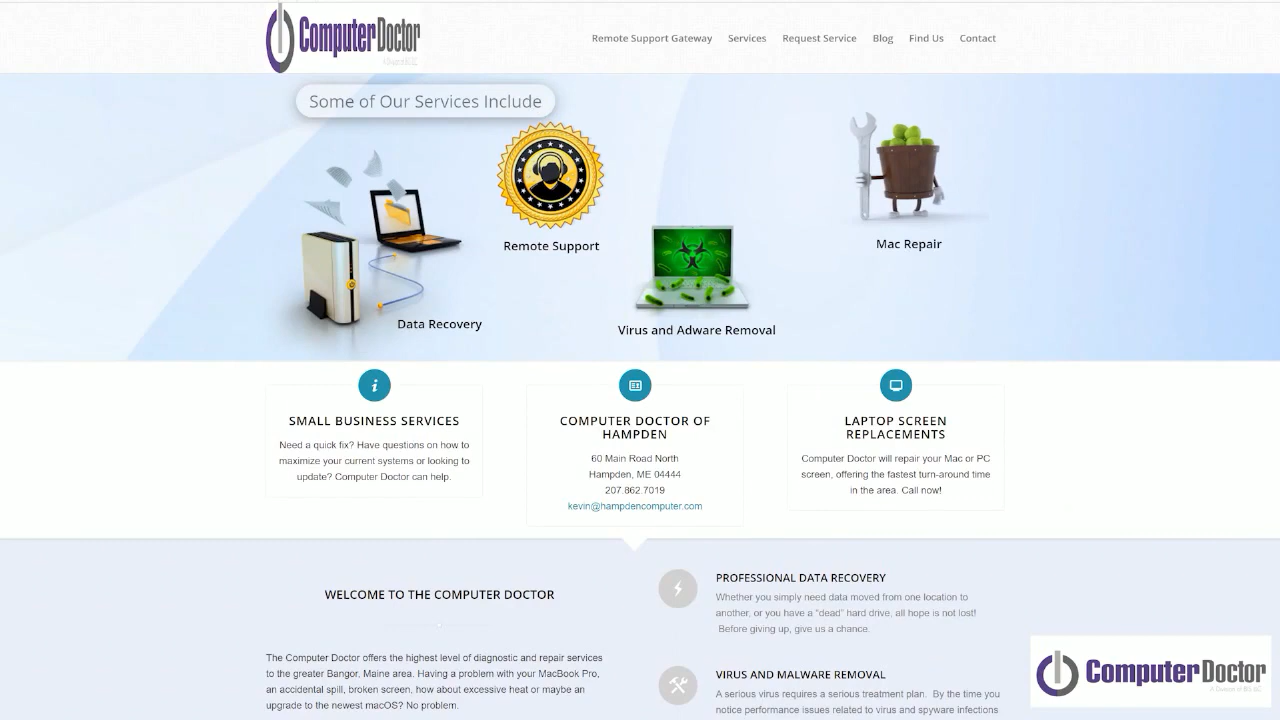 ComputerDoctor
Remote Support Gateway Services Request Service Blog Find Us Contact
Some of Our Services Include
Remote Support
Mac Repair
Data Recovery
Virus and Adware Removal
SMALL BUSINESS SERVICES
Need a quick fix? Have questions on how to
maximize your current systems or looking to
update? Computer Doctor can help.
COMPUTER DOCTOR OF
HAMPDEN
60 Main Road North
Hampden, ME 04444
207.862.7019
kevin@hampdencomputer.com
LAPTOP SCREEN
REPLACEMENTS
Computer Doctor will repair your Mac or PC
screen, offering the fastest turn-around time
in the area. Call now!
WELCOME TO THE COMPUTER DOCTOR
The Computer Doctor offers the highest level of diagnostic and repair services
to the greater Bangor, Maine area. Having a problem with your MacBook Pro,
an accidental spill, broken screen, how about excessive heat or maybe an
upgrade to the newest macOS? No problem.
PROFESSIONAL DATA RECOVERY
Whether you simply need data moved from one location to
another, or you have a "dead" hard drive, all hope is not lost!
Before giving up, give us a chance.
VIRUS AND MALWARE REMOVAL
A serious virus requires a serious treatment plan. By the time you
notice performance issues related to virus and spyware infections
ComputerDoctor